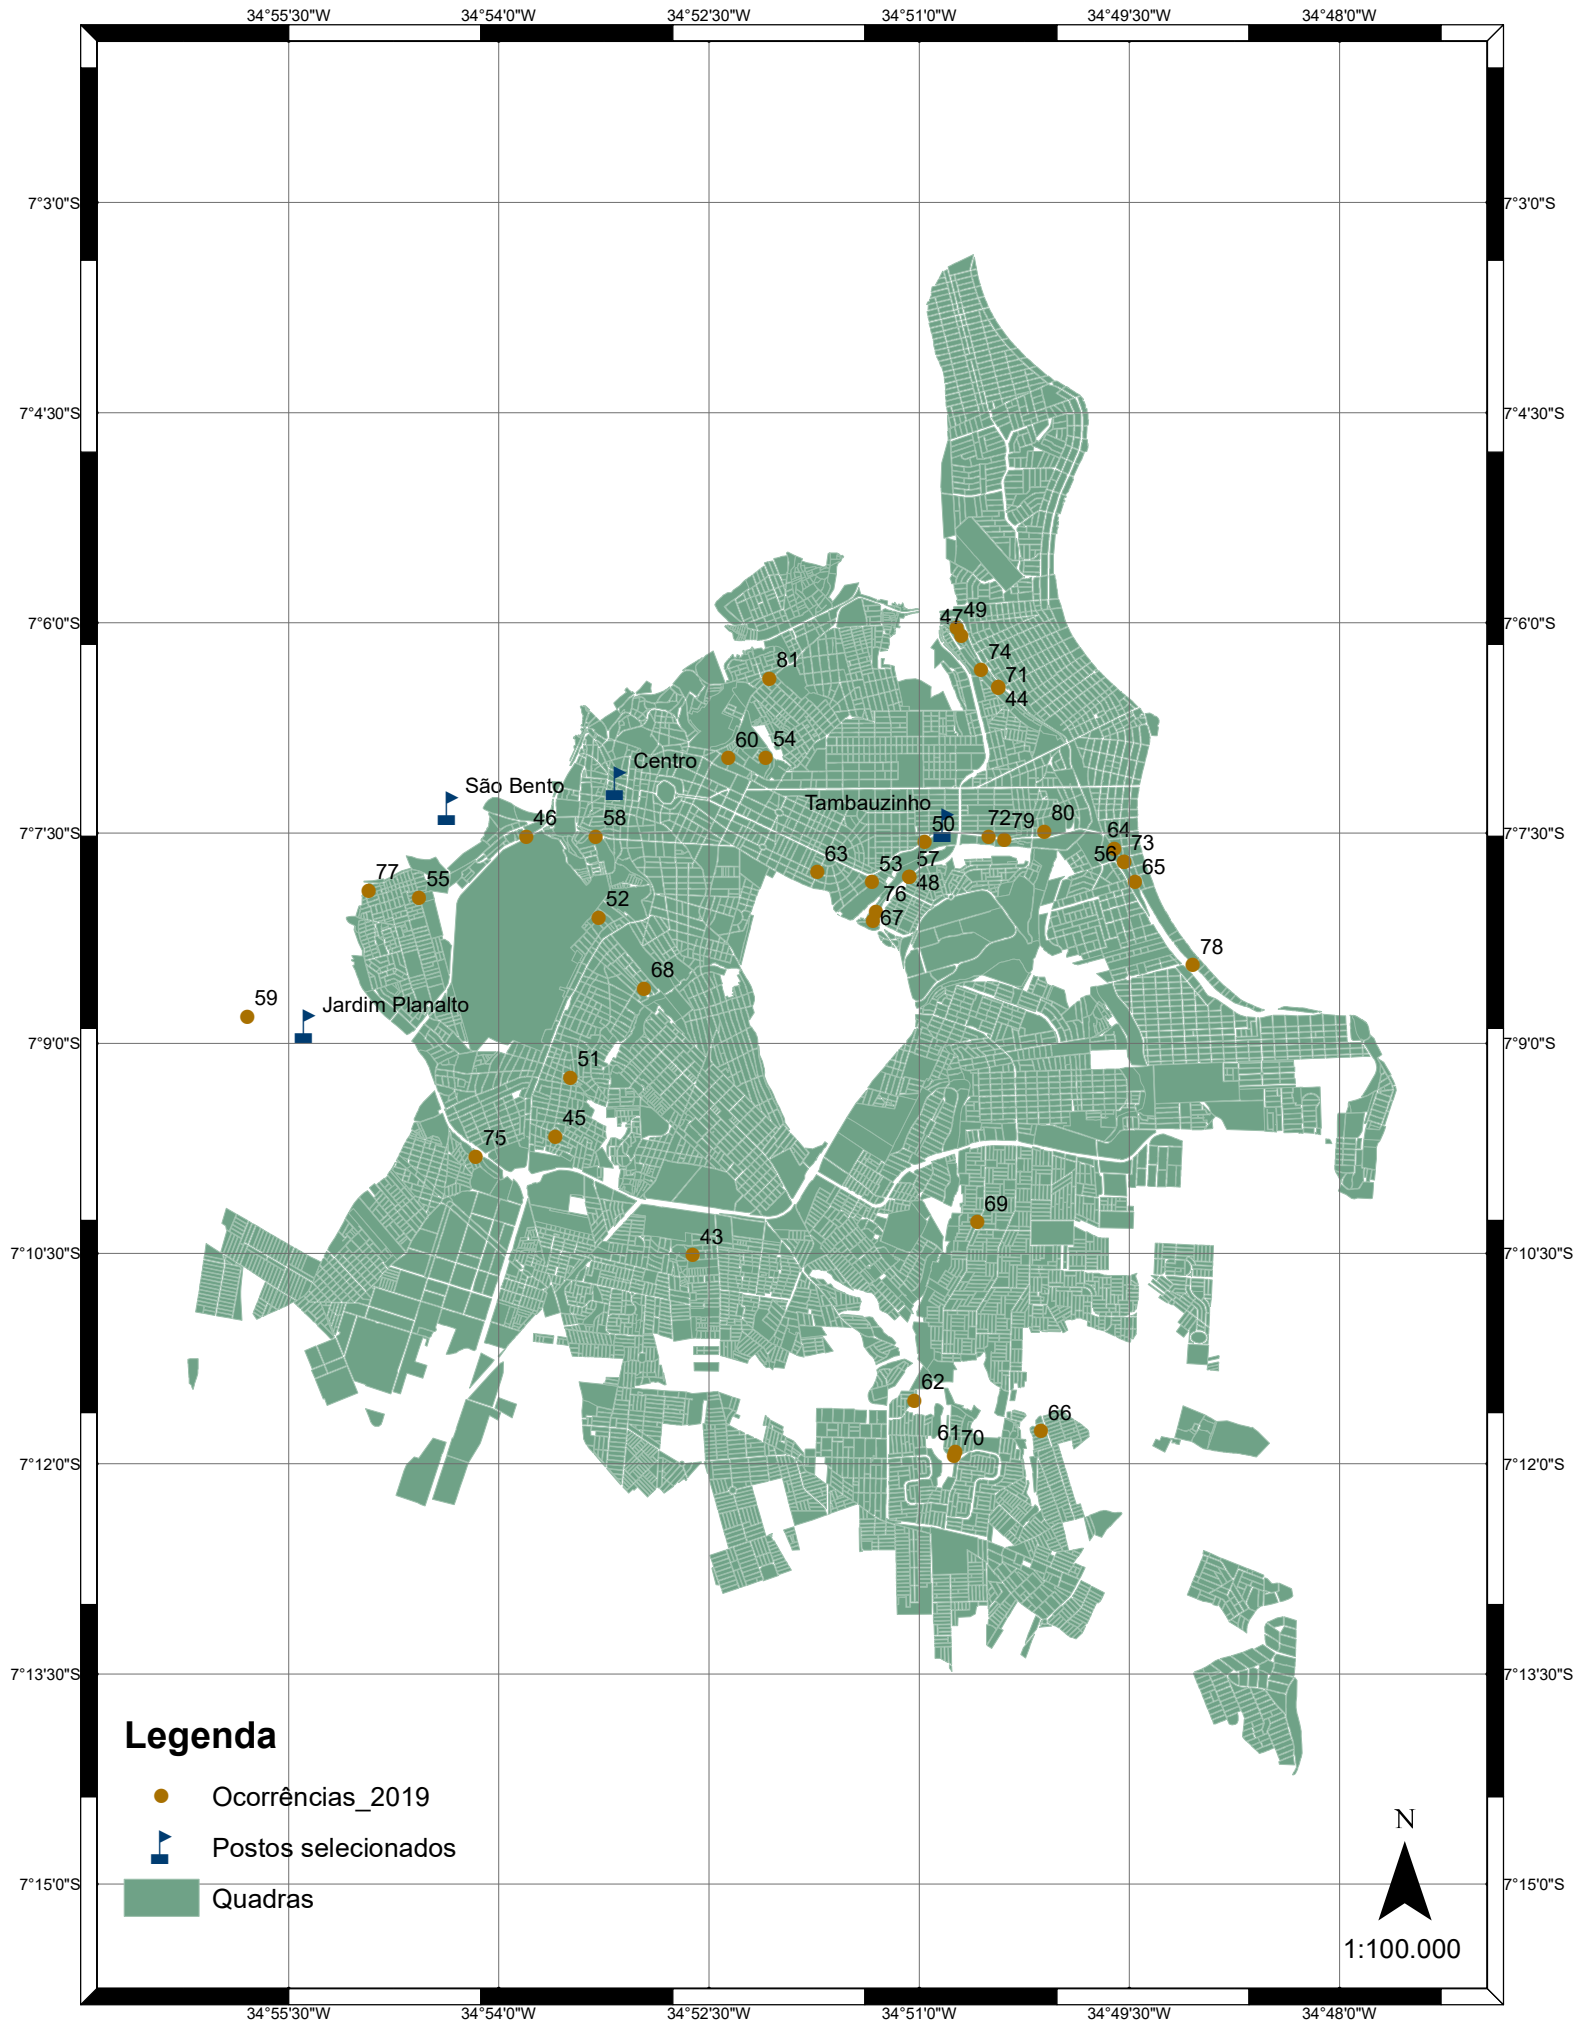 34°55'30"W 34°54'0"W 34°52'30"W 34°51'0"W 34°49'30"W 34°48'0"W
7°3'0"S 7°3'0"S
7°4'30"S 7°4'30"S
47 49
7°6'0"S 7°6'0"S
74
81
71
44
60 54
Centro
São Bento
Tambauzinho
46 58 50 72 79 80
7°7'30"S 7°7'30"S
64
73
56
63 53 57
65
77 55 48
76
52 67
78
68
59
Jardim Planalto
7°9'0"S 7°9'0"S
51
45
75
69
43
7°10'30"S 7°10'30"S
62
66
61 70
7°12'0"S 7°12'0"S
7°13'30"S 7°13'30"S
Legenda
Ocorrências_2019
Postos selecionados
Quadras
N
7°15'0"S 7°15'0"S
1:100.000
34°55'30"W 34°54'0"W 34°52'30"W 34°51'0"W 34°49'30"W 34°48'0"W